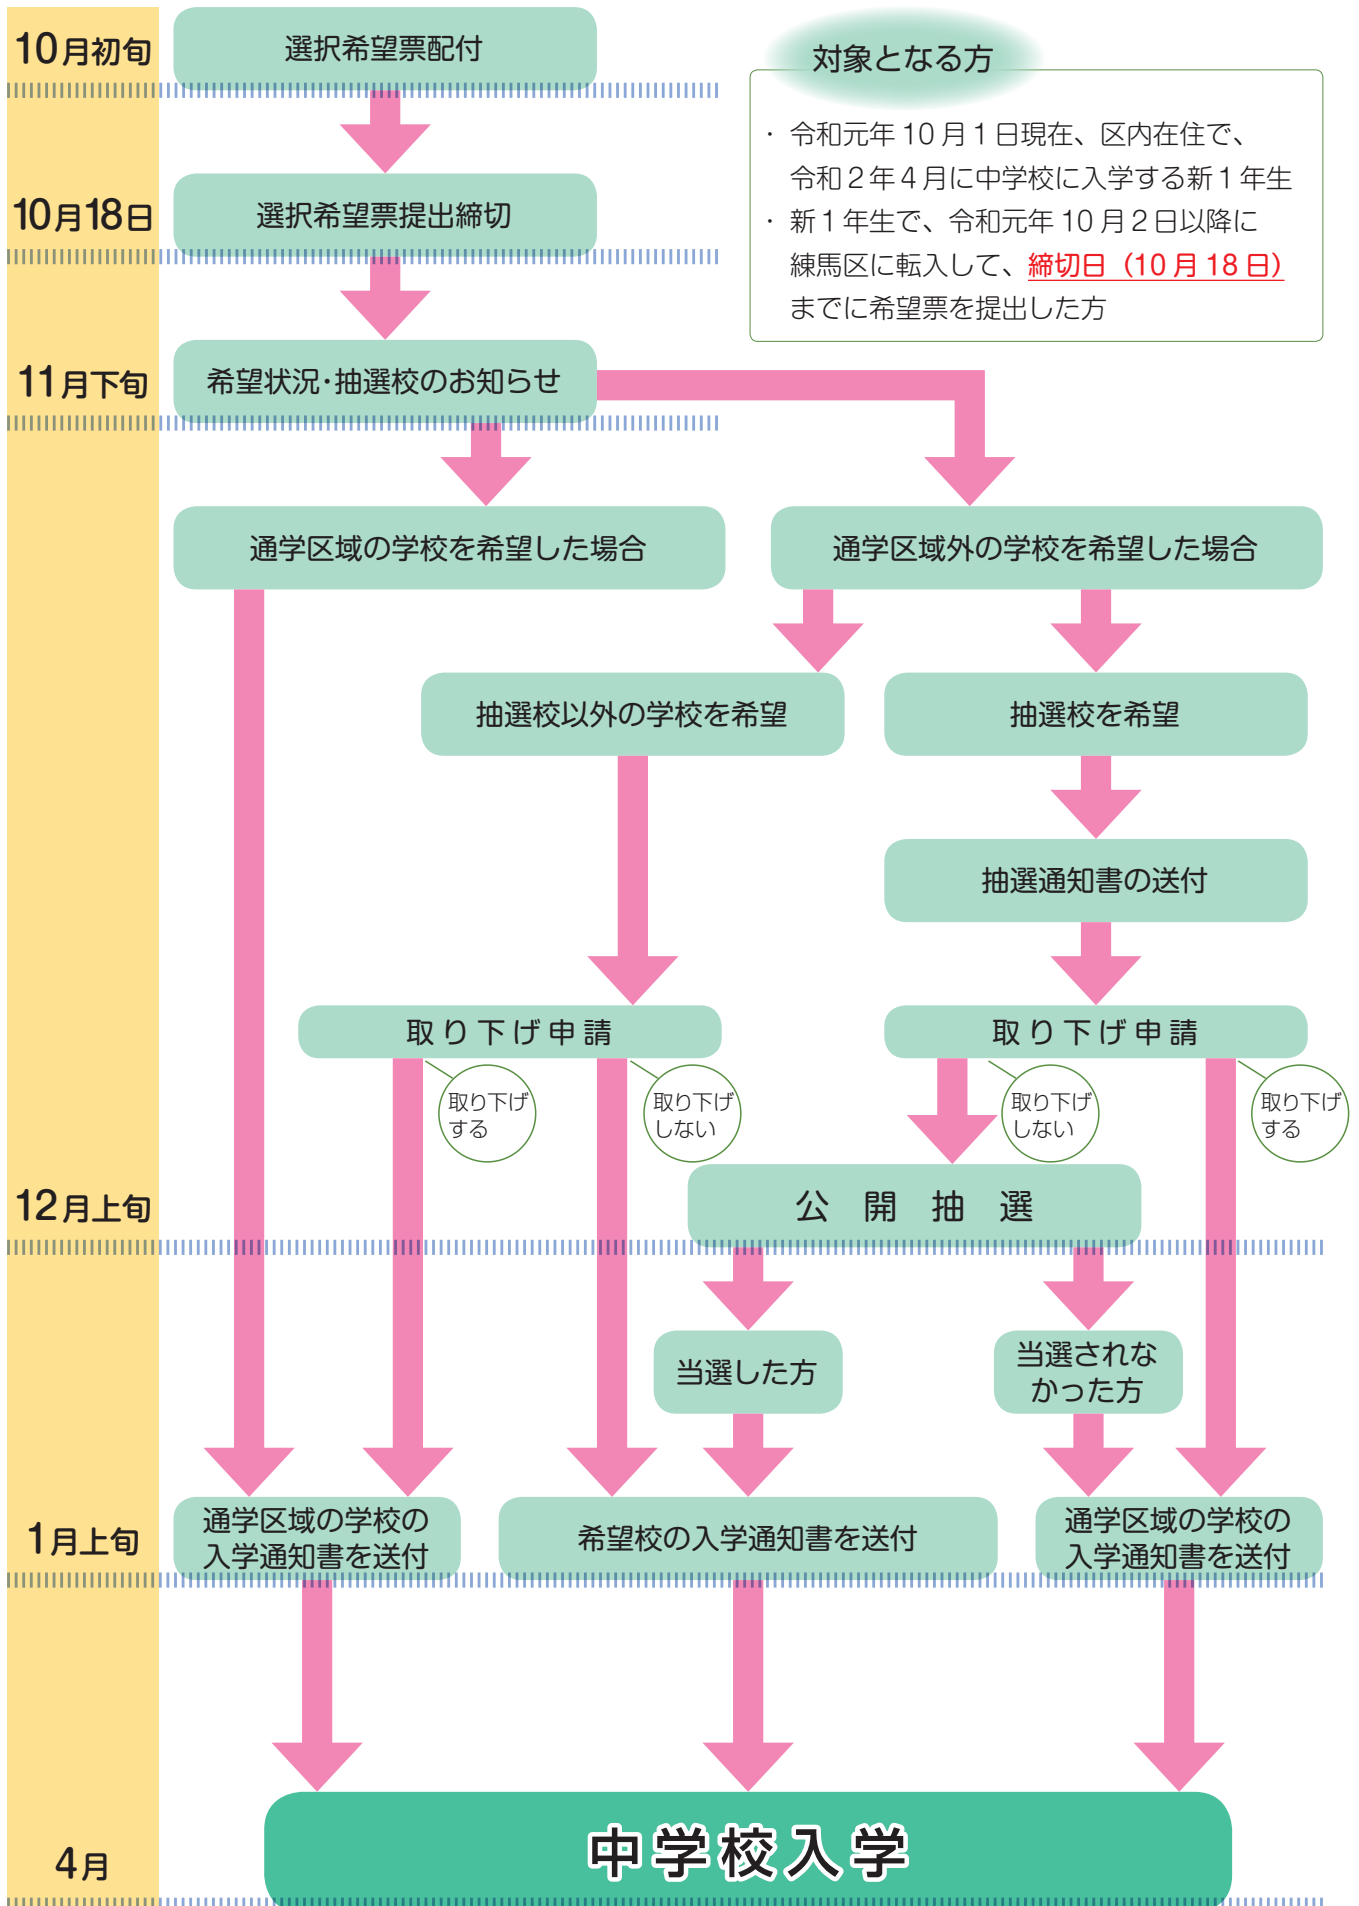 10月初旬
選択希望票配付
対象となる方
・令和元年10月1日現在、区内在住で、
令和2年4月に中学校に入学する新1年生
・新1年生で、令和元年10月2日以降に
練馬区に転入して、締切日（10月18日）
までに希望票を提出した方
10月18日
選択希望票提出締切
11月下旬
希望状況・抽選校のお知らせ
通学区域の学校を希望した場合
通学区域外の学校を希望した場合
抽選校以外の学校を希望
抽選校を希望
抽選通知書の送付
取り下げ申請
取り下げ申請
取り下げ
する
取り下げ
しない
取り下げ
しない
取り下げ
する
12月上旬
公開抽選
当選した方
当選されな
かった方
1月上旬
通学区域の学校の
入学通知書を送付
希望校の入学通知書を送付
通学区域の学校の
入学通知書を送付
4月
中学校入学